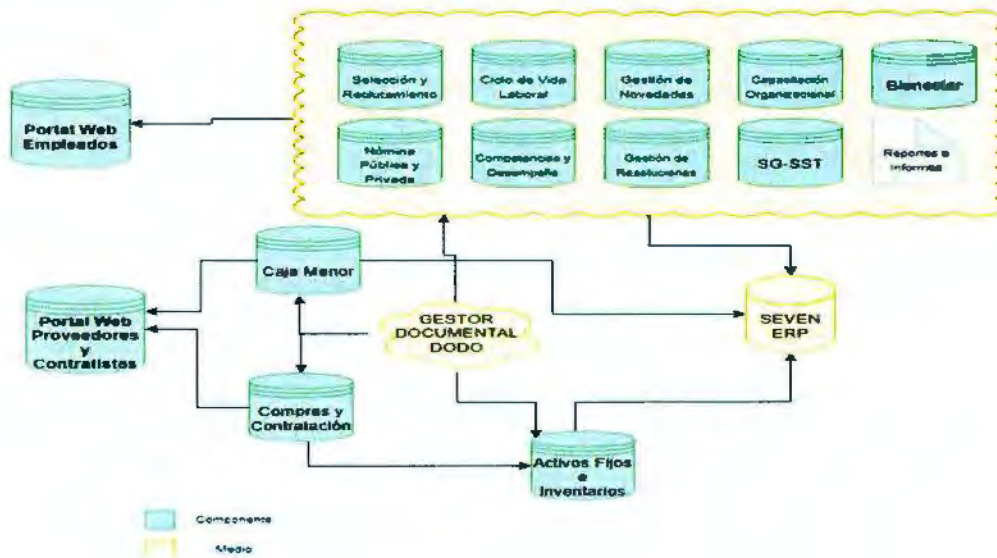 Selección y
Reclutamiento
Ciclo de Vida
Laboral
Gestión de
Novedades
Capacitación
Organizacional
Bienestar
Portal Web
Empleados
Nómina
Pública y
Privada
Competencias y
Desempeño
Gestión de
Resoluciones
SG-SST
Reportes e
Informes
Caja Menor
Portal Web
Proveedores
y
Contratistas
GESTOR
DOCUMENTAL
DODO
SEVEN
ERP
Compras y
Contratación
Activos Fijos
e
Inventarios
Componente
Medio